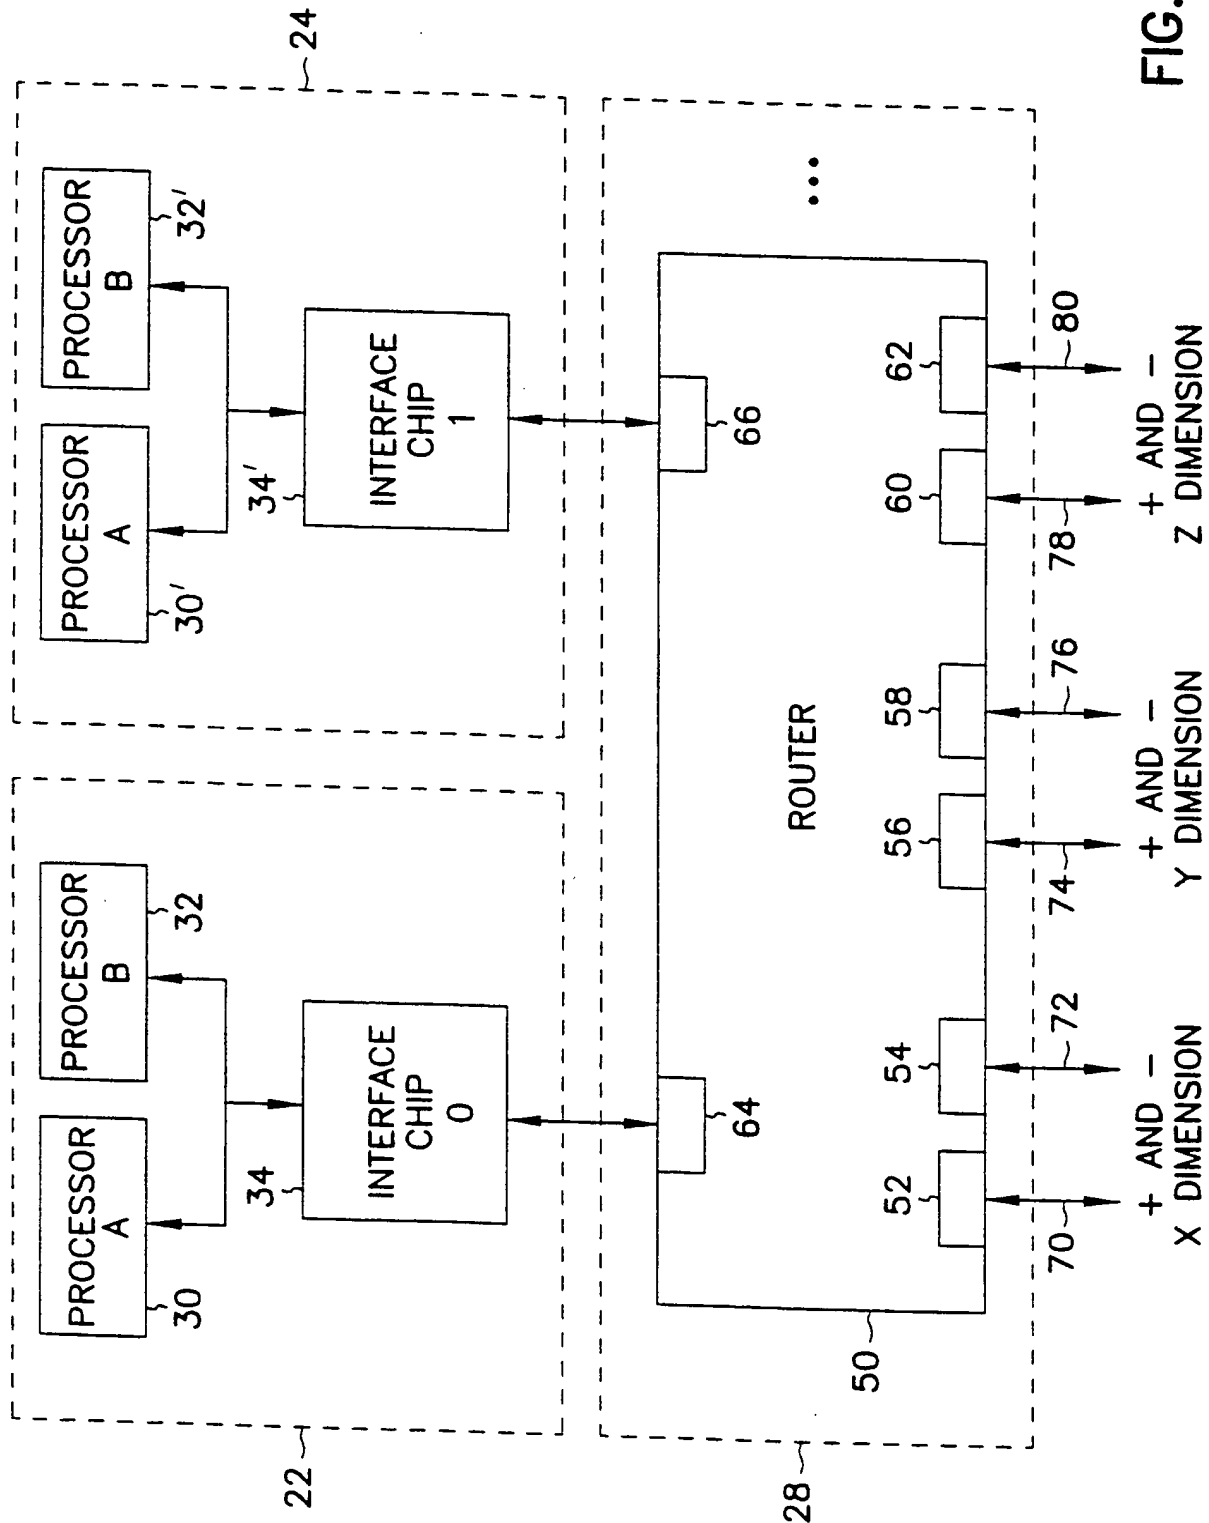 24
PROCESSOR
A
30
PROCESSOR
B
32
PROCESSOR
A
30'
PROCESSOR
B
32'
34
INTERFACE
CHIP
0
34'
INTERFACE
CHIP
1
22
64
66
ROUTER
...
52
54
56
58
60
62
50
28
70
72
74
76
78
80
+ AND -
X DIMENSION
+ AND -
Y DIMENSION
+ AND -
Z DIMENSION
FIG.